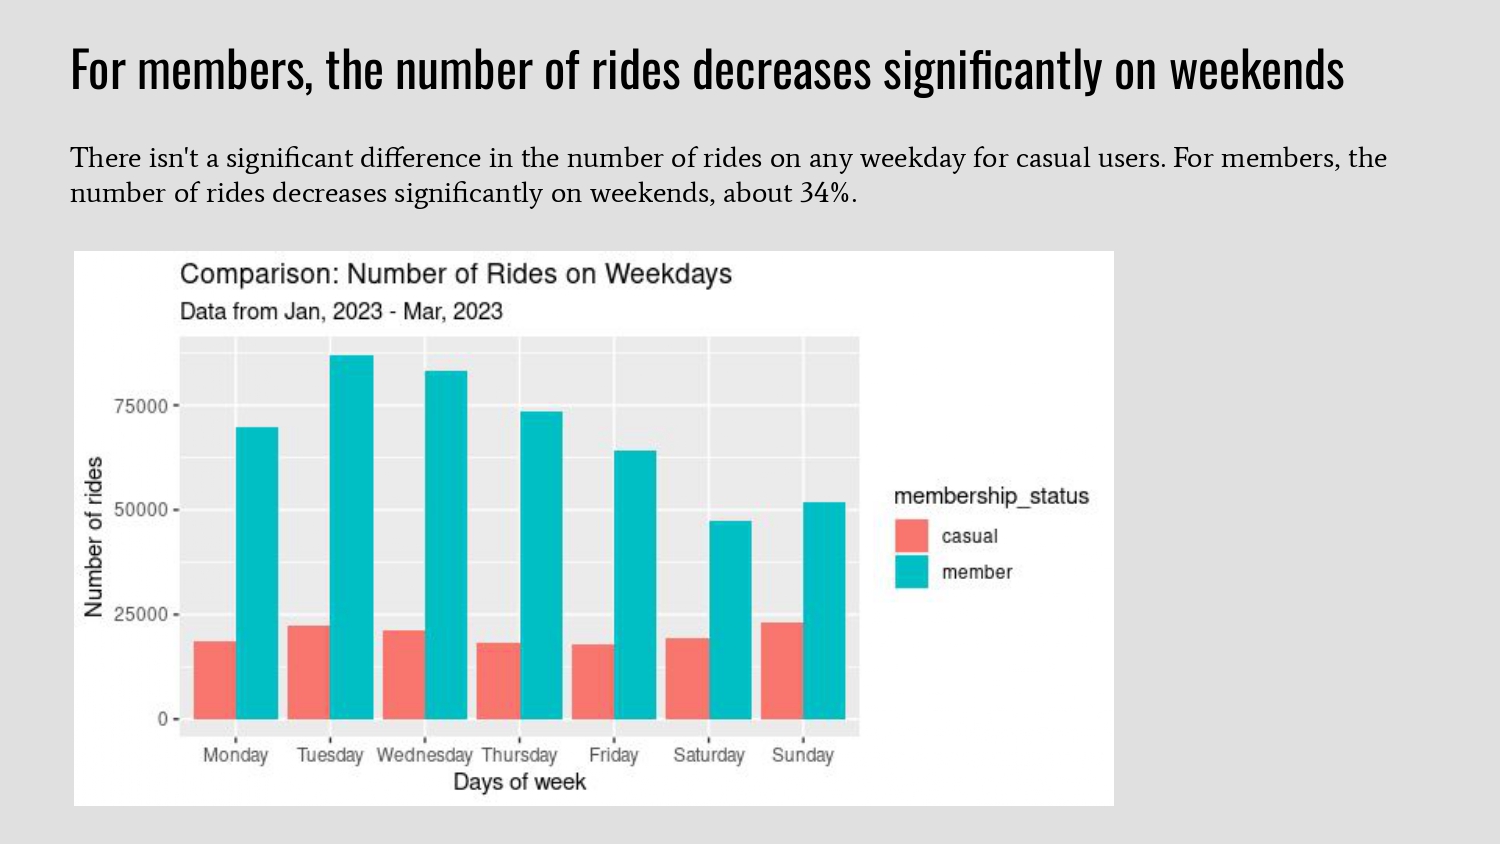 For members, the number of rides decreases significantly on weekends
There isn't a significant difference in the number of rides on any weekday for casual users. For members, the
number of rides decreases significantly on weekends, about 34%.
Comparison: Number of Rides on Weekdays
Data from Jan, 2023 - Mar, 2023
75000
50000
25000
0
Number of rides
Monday Tuesday Wednesday Thursday Friday Saturday Sunday
Days of week
membership_status
casual
member